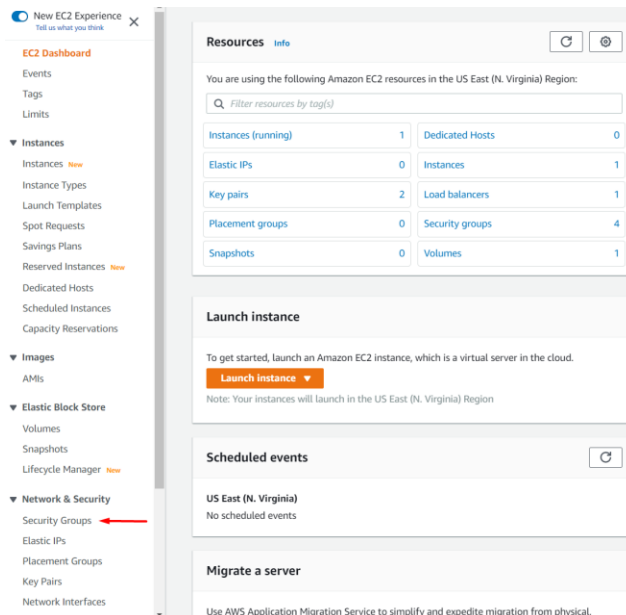 New EC2 Experience
Tell us what you think
EC2 Dashboard
Events
Tags
Limits
Instances
Instances New
Instance Types
Launch Templates
Spot Requests
Savings Plans
Reserved Instances New
Dedicated Hosts
Scheduled Instances
Capacity Reservations
Images
AMIs
Elastic Block Store
Volumes
Snapshots
Lifecycle Manager New
Network & Security
Security Groups
Elastic IPs
Placement Groups
Key Pairs
Network Interfaces
Resources Info
You are using the following Amazon EC2 resources in the US East (N. Virginia) Region:
Filter resources by tag(s)
Instances (running) 1 Dedicated Hosts 0
Elastic IPs 0 Instances 1
Key pairs 2 Load balancers 1
Placement groups 0 Security groups 4
Snapshots 0 Volumes 1
Launch instance
To get started, launch an Amazon EC2 instance, which is a virtual server in the cloud.
Launch instance
Note: Your instances will launch in the US East (N. Virginia) Region
Scheduled events
US East (N. Virginia)
No scheduled events
Migrate a server
Use AWS Application Migration Service to simplify and expedite migration from physical,